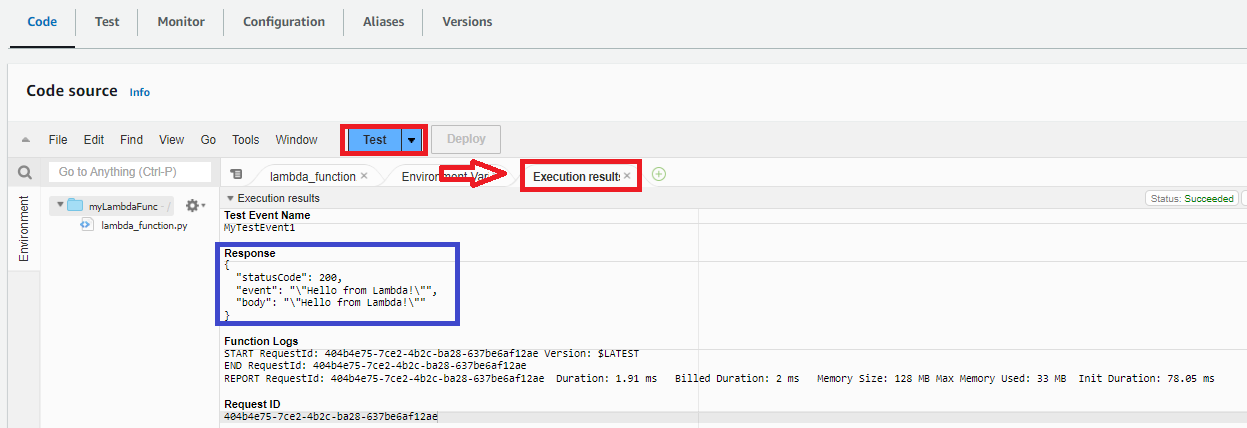 Code Test Monitor Configuration Aliases Versions
Code source Info
File Edit Find View Go Tools Window Test Deploy
Go to Anything (Ctrl-P)
lambda_function × Environment Var Execution results ×
Environment
myLambdaFunc - /
lambda_function.py
Execution results
Status: Succeeded
Test Event Name
MyTestEvent1
Response
{
"statusCode": 200,
"event": "\"Hello from Lambda!\"",
"body": "\"Hello from Lambda!\""
}
Function Logs
START RequestId: 404b4e75-7ce2-4b2c-ba28-637be6af12ae Version: $LATEST
END RequestId: 404b4e75-7ce2-4b2c-ba28-637be6af12ae
REPORT RequestId: 404b4e75-7ce2-4b2c-ba28-637be6af12ae Duration: 1.91 ms Billed Duration: 2 ms Memory Size: 128 MB Max Memory Used: 33 MB Init Duration: 78.05 ms
Request ID
404b4e75-7ce2-4b2c-ba28-637be6af12ae